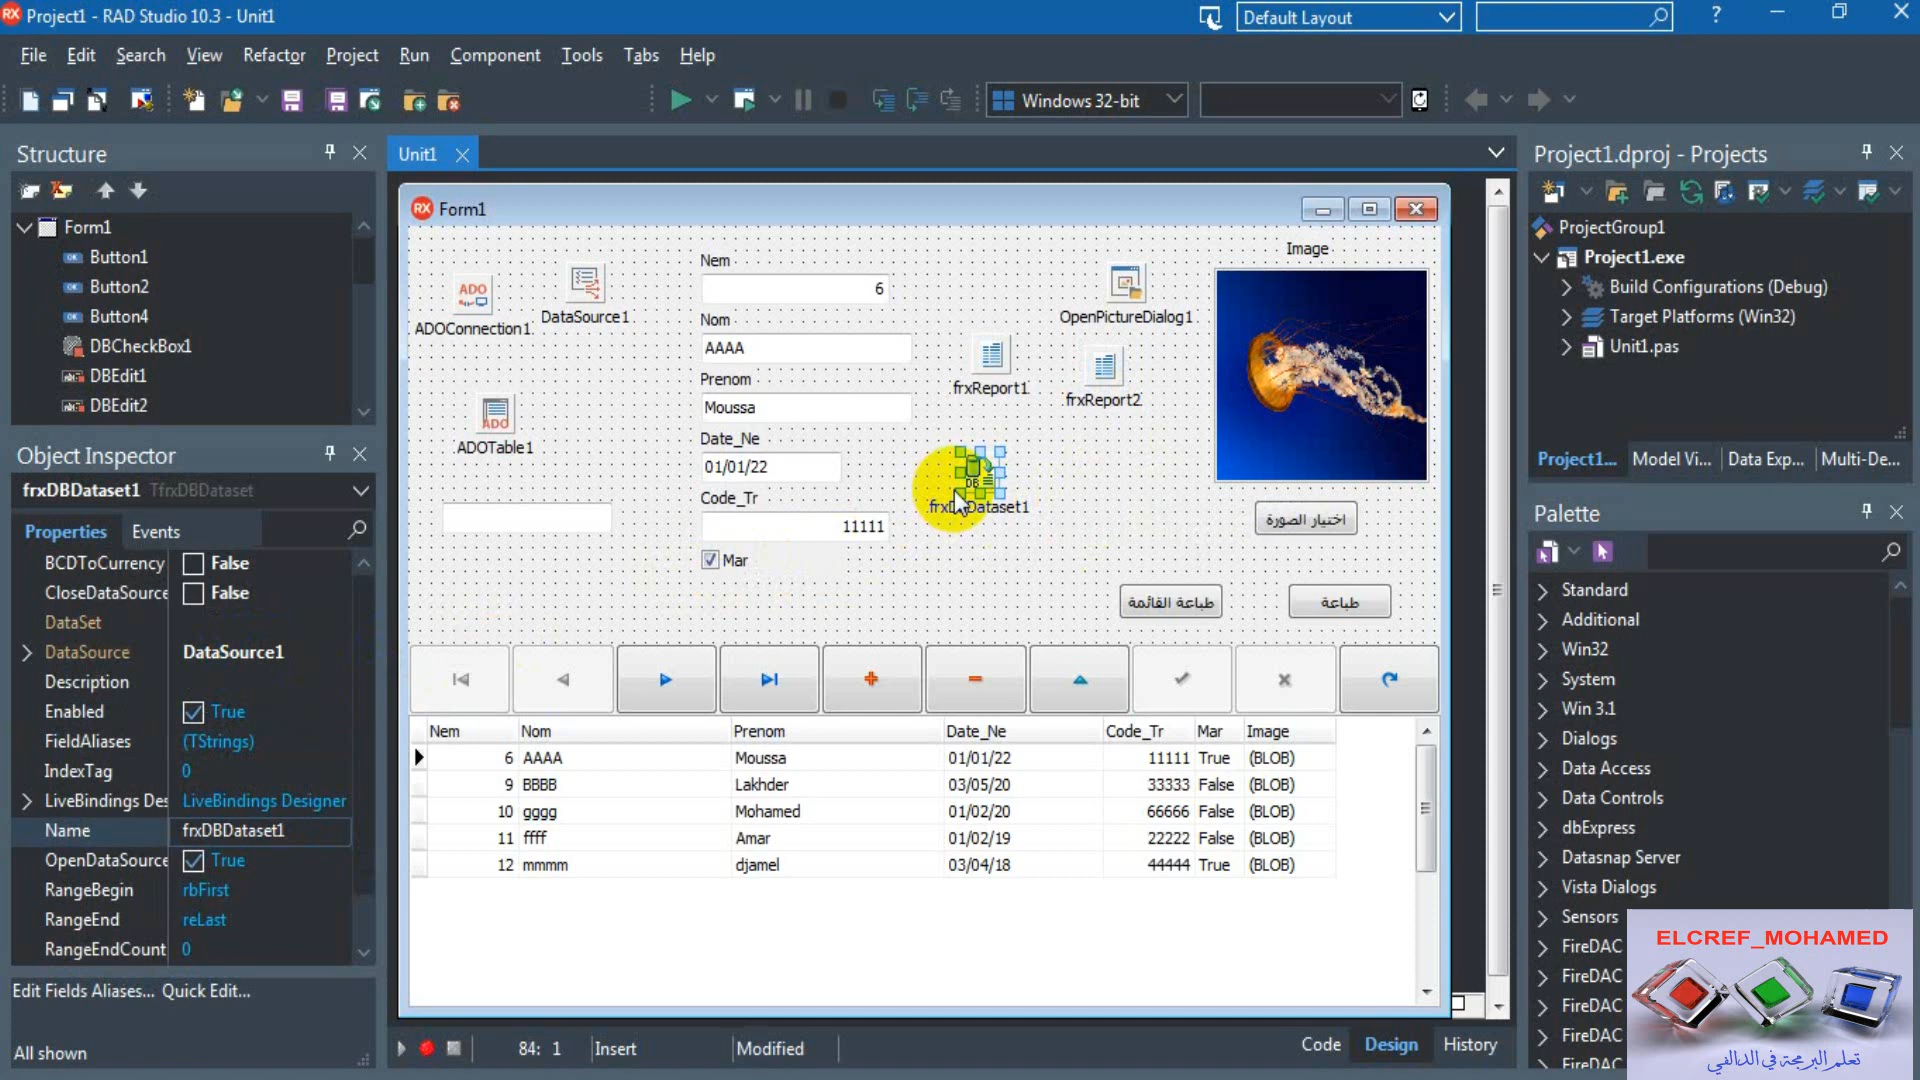 Project1 - RAD Studio 10.3 - Unit1
Default Layout
?
File Edit Search View Refactor Project Run Component Tools Tabs Help
Windows 32-bit
Structure
Form1
Button1
Button2
Button4
DBCheckBox1
DBEdit1
DBEdit2
Object Inspector
frxDBDataset1 TfrxDBDataset
Properties Events
BCDToCurrency False
CloseDataSource False
DataSet
DataSource DataSource1
Description
Enabled True
FieldAliases (TStrings)
IndexTag 0
LiveBindings Des LiveBindings Designer
Name frxDBDataset1
OpenDataSource True
RangeBegin rbFirst
RangeEnd reLast
RangeEndCount 0
Edit Fields Aliases... Quick Edit...
All shown
Unit1
Form1
ADO
ADOConnection1
DataSource1
ADO
ADOTable1
Nem
6
Nom
AAAA
Prenom
Moussa
Date_Ne
01/01/22
Code_Tr
11111
Mar
frxReport1
frxReport2
DB
OpenPictureDialog1
Image
اختيار الصورة
طباعة القائمة
طباعة
Nem Nom Prenom Date_Ne Code_Tr Mar Image
6 AAAA Moussa 01/01/22 11111 True (BLOB)
9 BBBB Lakhder 03/05/20 33333 False (BLOB)
10 gggg Mohamed 01/02/20 66666 False (BLOB)
11 ffff Amar 01/02/19 22222 False (BLOB)
12 mmmm djamel 03/04/18 44444 True (BLOB)
84: 1 Insert Modified
Code Design History
Project1.dproj - Projects
ProjectGroup1
Project1.exe
Build Configurations (Debug)
Target Platforms (Win32)
Unit1.pas
Project1... Model Vi... Data Exp... Multi-De...
Palette
Standard
Additional
Win32
System
Win 3.1
Dialogs
Data Access
Data Controls
dbExpress
Datasnap Server
Vista Dialogs
Sensors
FireDAC
FireDAC
FireDAC
FireDAC
FireDAC
ELCREF_MOHAMED
تعلم البرمجة في الدالفي